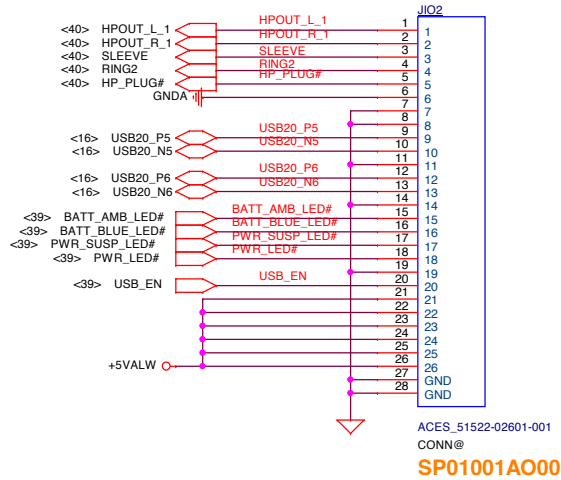 JIO2
<40> HPOUT_L_1 HPOUT_L_1 1 1
<40> HPOUT_R_1 HPOUT_R_1 2 2
<40> SLEEVE SLEEVE 3 3
<40> RING2 RING2 4 4
<40> HP_PLUG# HP_PLUG# 5 5
GNDA 6 6
7 7
8 8
<16> USB20_P5 USB20_P5 9 9
<16> USB20_N5 USB20_N5 10 10
11 11
<16> USB20_P6 USB20_P6 12 12
<16> USB20_N6 USB20_N6 13 13
14 14
<39> BATT_AMB_LED# BATT_AMB_LED# 15 15
<39> BATT_BLUE_LED# BATT_BLUE_LED# 16 16
<39> PWR_SUSP_LED# PWR_SUSP_LED# 17 17
<39> PWR_LED# PWR_LED# 18 18
19 19
<39> USB_EN USB_EN 20 20
21 21
22 22
23 23
24 24
25 25
+5VALW 26 26
27 GND
28 GND
ACES_51522-02601-001
CONN@
SP01001AO00